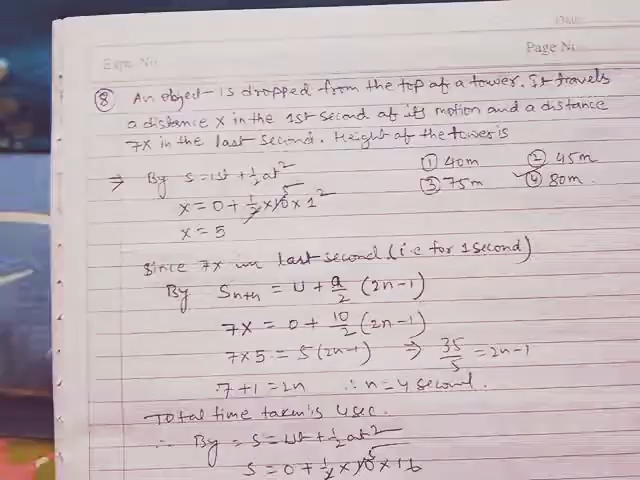 Date
Page No
Expt. No.
⑧ An object is dropped from the top of a tower. It travels
a distance x in the 1st second of its motion and a distance
7x in the last second. Height of the tower is
⇒ By s=ut+½at²
① 40m ② 45m
③ 75m ④ 80m.
x = 0 + ½ × 10 × 1²
x = 5
Since 7x in last second (i.e for 1 second)
By Snth = u + a/2 (2n-1)
7x = 0 + 10/2 (2n-1)
7×5 = 5(2n-1) ⇒ 35/5 = 2n-1
7+1 = 2n ∴ n = 4 second.
Total time taken is 4 sec.
∴ By = s = ut + ½at²
s = 0 + ½ × 10 × 16